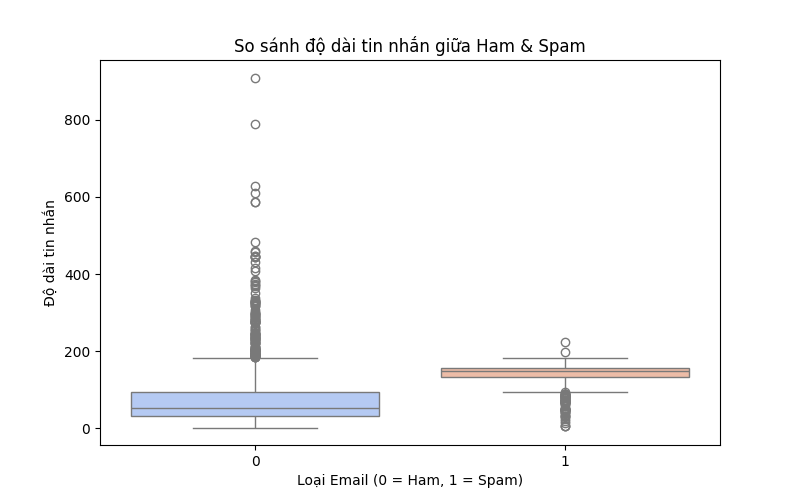 So sánh độ dài tin nhắn giữa Ham & Spam
800
600
400
200
0
Độ dài tin nhắn
0
1
Loại Email (0 = Ham, 1 = Spam)